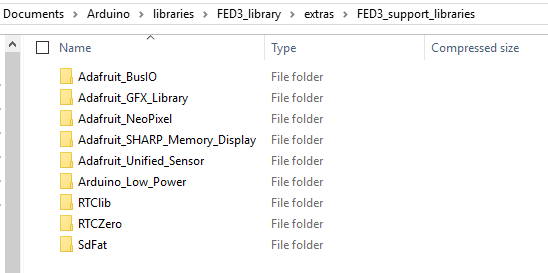 Documents > Arduino > libraries > FED3_library > extras > FED3_support_libraries
Name Type Compressed size
Adafruit_BusIO File folder
Adafruit_GFX_Library File folder
Adafruit_NeoPixel File folder
Adafruit_SHARP_Memory_Display File folder
Adafruit_Unified_Sensor File folder
Arduino_Low_Power File folder
RTClib File folder
RTCZero File folder
SdFat File folder